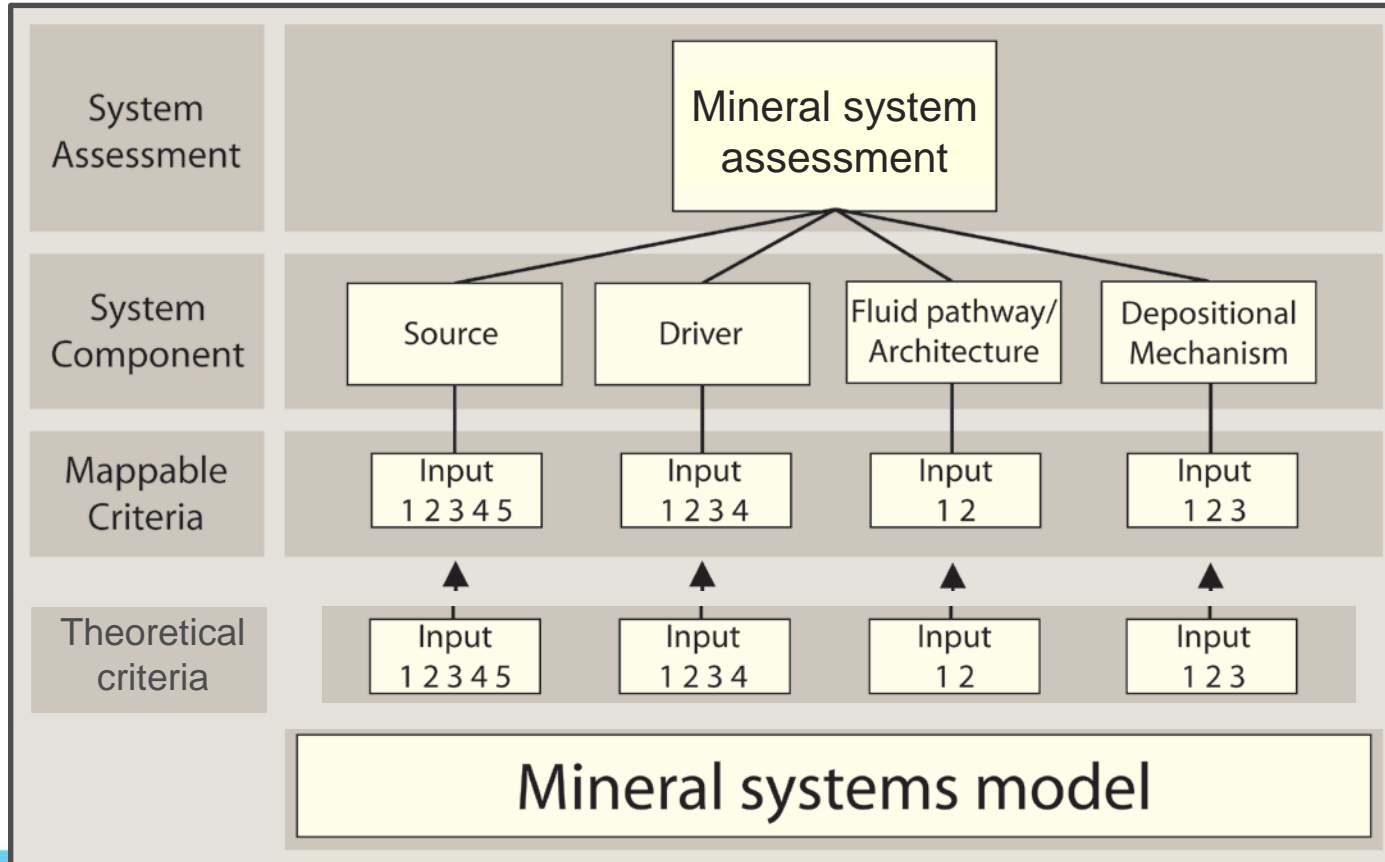 System
Assessment
Mineral system
assessment
System
Component
Source
Driver
Fluid pathway/
Architecture
Depositional
Mechanism
Mappable
Criteria
Input
1 2 3 4 5
Input
1 2 3 4
Input
1 2
Input
1 2 3
Theoretical
criteria
Input
1 2 3 4 5
Input
1 2 3 4
Input
1 2
Input
1 2 3
Mineral systems model